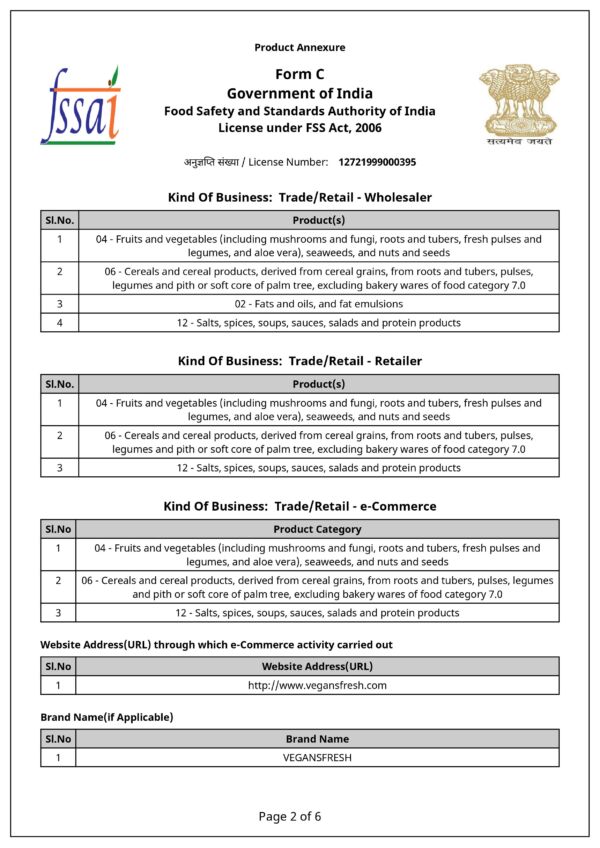 Product Annexure
fssai
Form C
Government of India
Food Safety and Standards Authority of India
License under FSS Act, 2006
सत्यमेव जयते
अनुज्ञप्ति संख्या / License Number: 12721999000395
Kind Of Business: Trade/Retail - Wholesaler
Sl.No. Product(s)
1 04 - Fruits and vegetables (including mushrooms and fungi, roots and tubers, fresh pulses and
legumes, and aloe vera), seaweeds, and nuts and seeds
2 06 - Cereals and cereal products, derived from cereal grains, from roots and tubers, pulses,
legumes and pith or soft core of palm tree, excluding bakery wares of food category 7.0
3 02 - Fats and oils, and fat emulsions
4 12 - Salts, spices, soups, sauces, salads and protein products
Kind Of Business: Trade/Retail - Retailer
Sl.No. Product(s)
1 04 - Fruits and vegetables (including mushrooms and fungi, roots and tubers, fresh pulses and
legumes, and aloe vera), seaweeds, and nuts and seeds
2 06 - Cereals and cereal products, derived from cereal grains, from roots and tubers, pulses,
legumes and pith or soft core of palm tree, excluding bakery wares of food category 7.0
3 12 - Salts, spices, soups, sauces, salads and protein products
Kind Of Business: Trade/Retail - e-Commerce
Sl.No Product Category
1 04 - Fruits and vegetables (including mushrooms and fungi, roots and tubers, fresh pulses and
legumes, and aloe vera), seaweeds, and nuts and seeds
2 06 - Cereals and cereal products, derived from cereal grains, from roots and tubers, pulses, legumes
and pith or soft core of palm tree, excluding bakery wares of food category 7.0
3 12 - Salts, spices, soups, sauces, salads and protein products
Website Address(URL) through which e-Commerce activity carried out
Sl.No Website Address(URL)
1 http://www.vegansfresh.com
Brand Name(if Applicable)
Sl.No Brand Name
1 VEGANSFRESH
Page 2 of 6